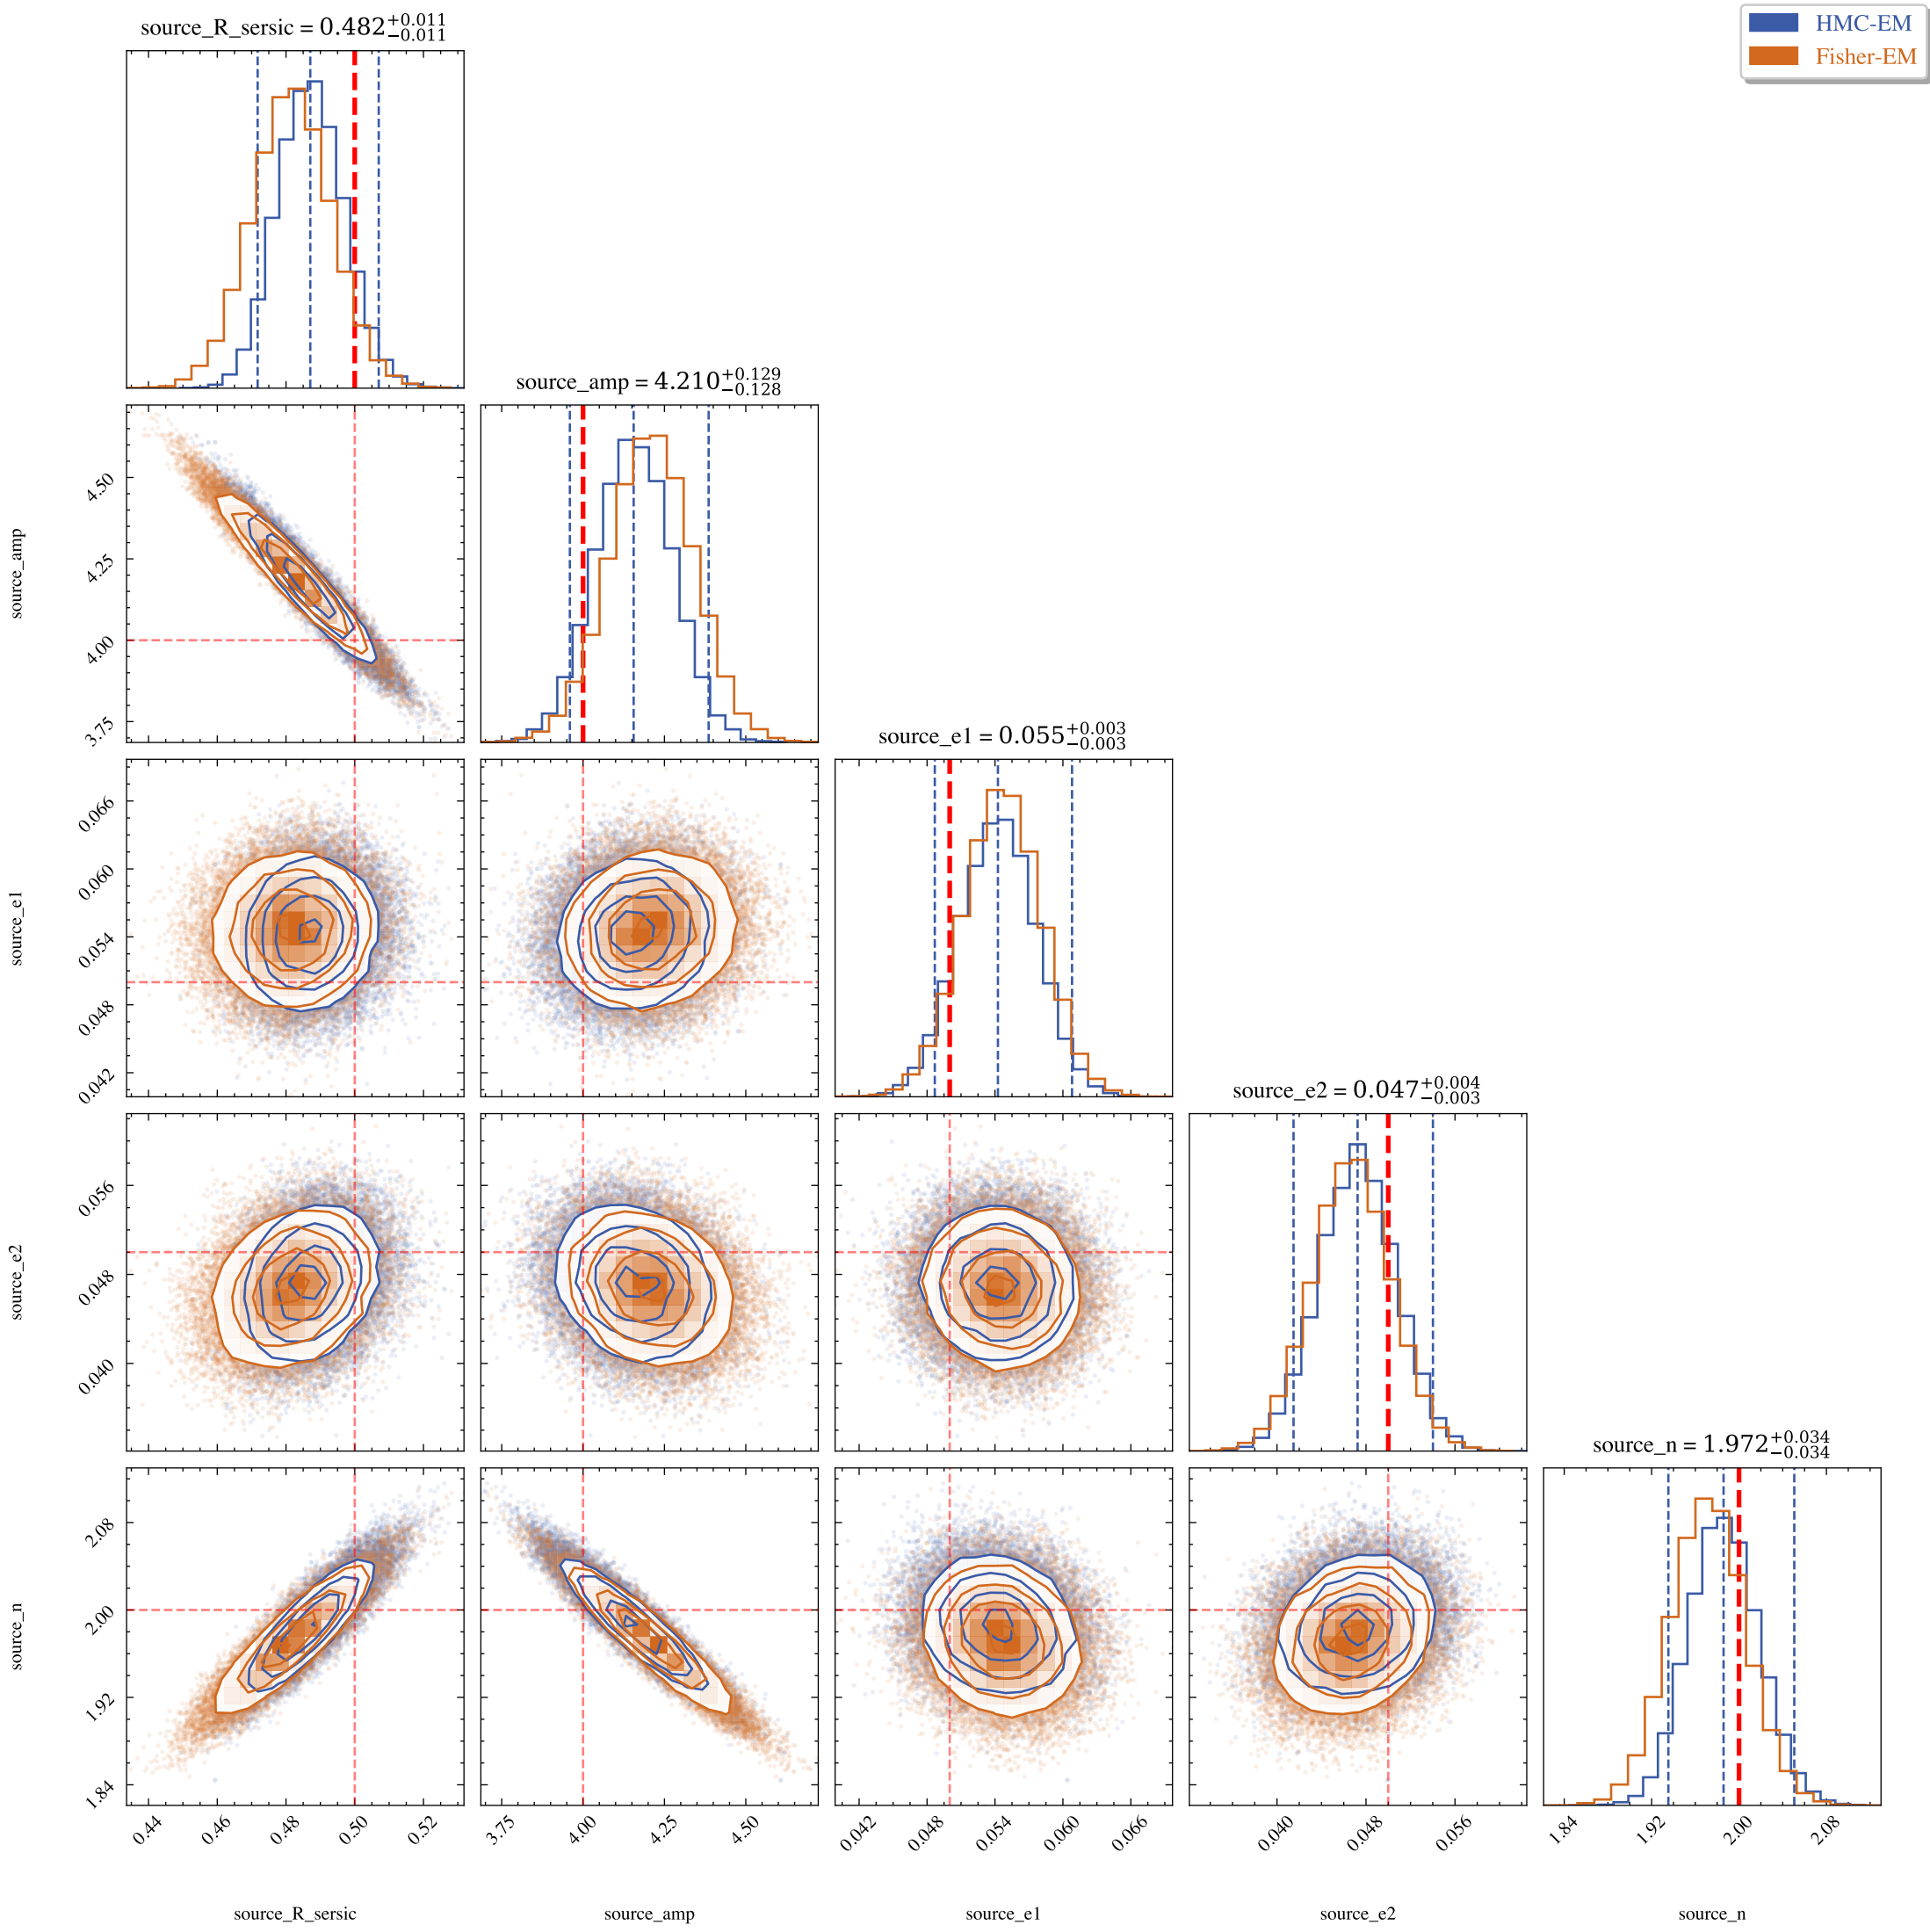 HMC-EM
Fisher-EM
source_R_sersic = 0.482 +0.011 −0.011
source_amp = 4.210 +0.129 −0.128
source_amp
4.50
4.25
4.00
3.75
source_e1 = 0.055 +0.003 −0.003
source_e1
0.066
0.060
0.054
0.048
0.042
source_e2 = 0.047 +0.004 −0.003
source_e2
0.056
0.048
0.040
source_n = 1.972 +0.034 −0.034
source_n
2.08
2.00
1.92
1.84
0.44 0.46 0.48 0.50 0.52
3.75 4.00 4.25 4.50
0.042 0.048 0.054 0.060 0.066
0.040 0.048 0.056
1.84 1.92 2.00 2.08
source_R_sersic
source_amp
source_e1
source_e2
source_n